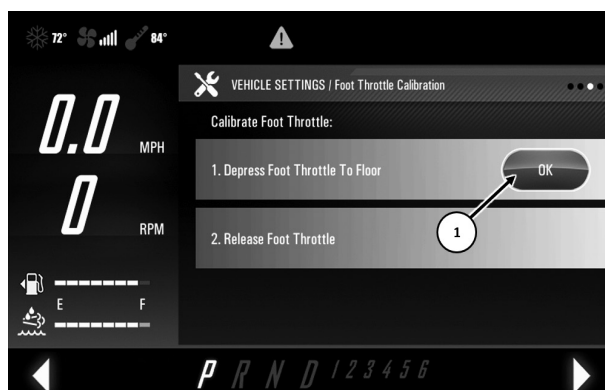 72° 84°
VEHICLE SETTINGS / Foot Throttle Calibration
Calibrate Foot Throttle:
0.0 MPH
1. Depress Foot Throttle To Floor OK
1
0 RPM
2. Release Foot Throttle
E F
P R N D 1 2 3 4 5 6